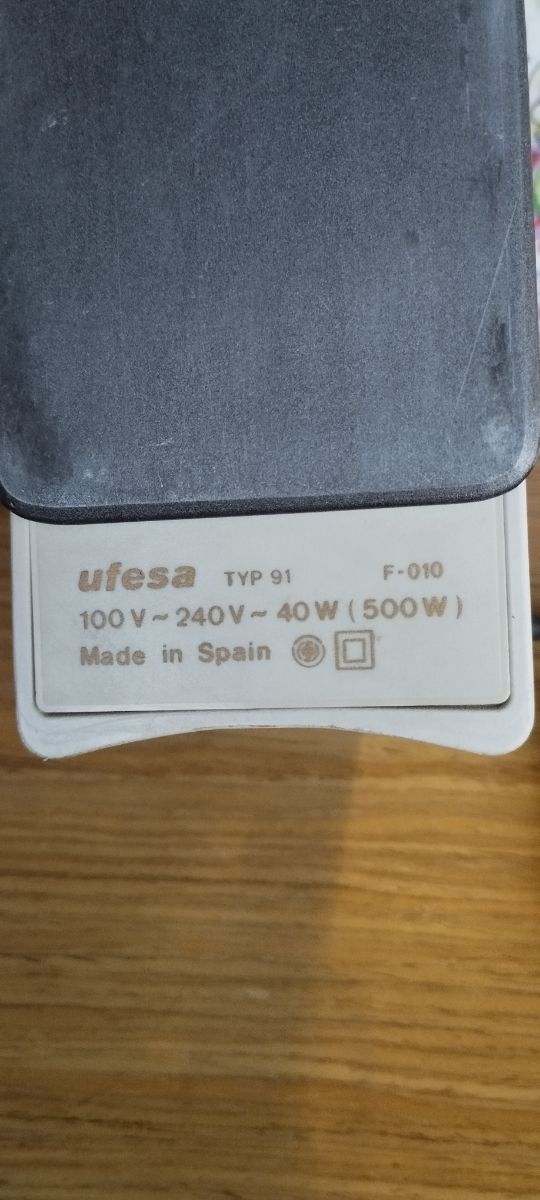 ufesa TYP 91 F-010
100V~240V~ 40W (500W)
Made in Spain